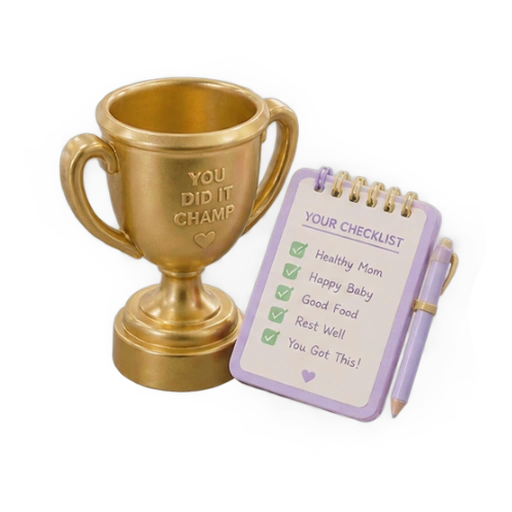 YOU
DID IT
CHAMP
YOUR CHECKLIST
Healthy Mom
Happy Baby
Good Food
Rest Well
You Got This!